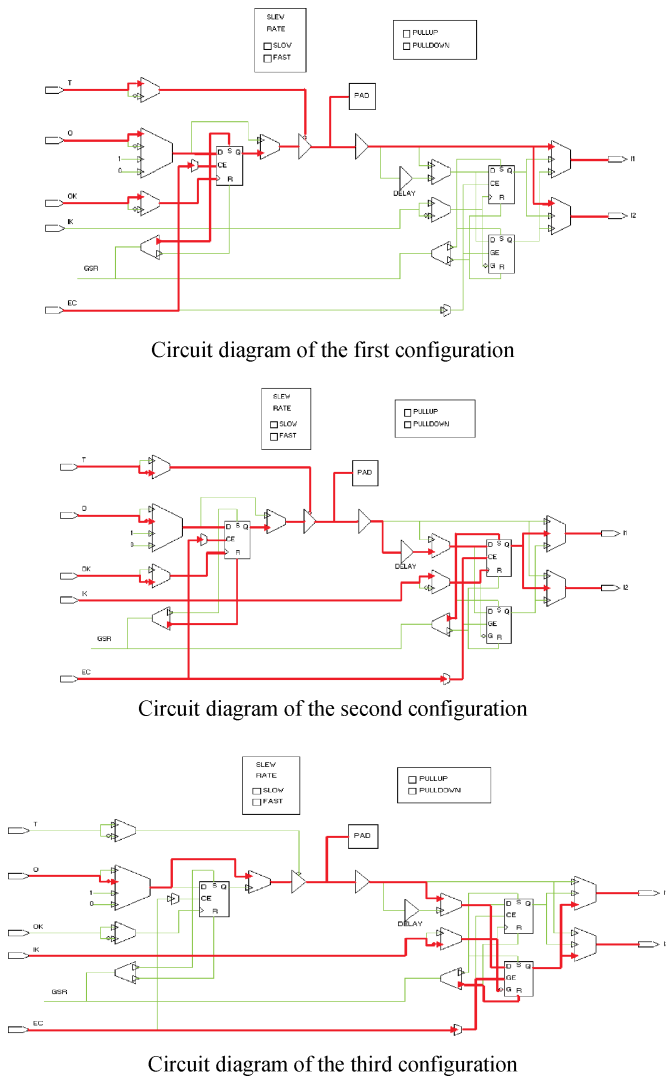 SLEW
RATE
SLOW
FAST
PULLUP
PULLDOWN
T
PAD
O
D S Q
CE
R
1
0
D S Q
CE
R
I1
OK
DELAY
IK
I2
D S Q
GE
G R
GSR
EC
Circuit diagram of the first configuration
SLEW
RATE
SLOW
FAST
PULLUP
PULLDOWN
T
PAD
O
D S Q
CE
R
1
0
D S Q
CE
R
I1
OK
DELAY
IK
I2
D S Q
GE
G R
GSR
EC
Circuit diagram of the second configuration
SLEW
RATE
SLOW
FAST
PULLUP
PULLDOWN
T
PAD
O
D S Q
CE
R
1
0
D S Q
CE
R
OK
DELAY
IK
D S Q
GE
G R
GSR
EC
Circuit diagram of the third configuration